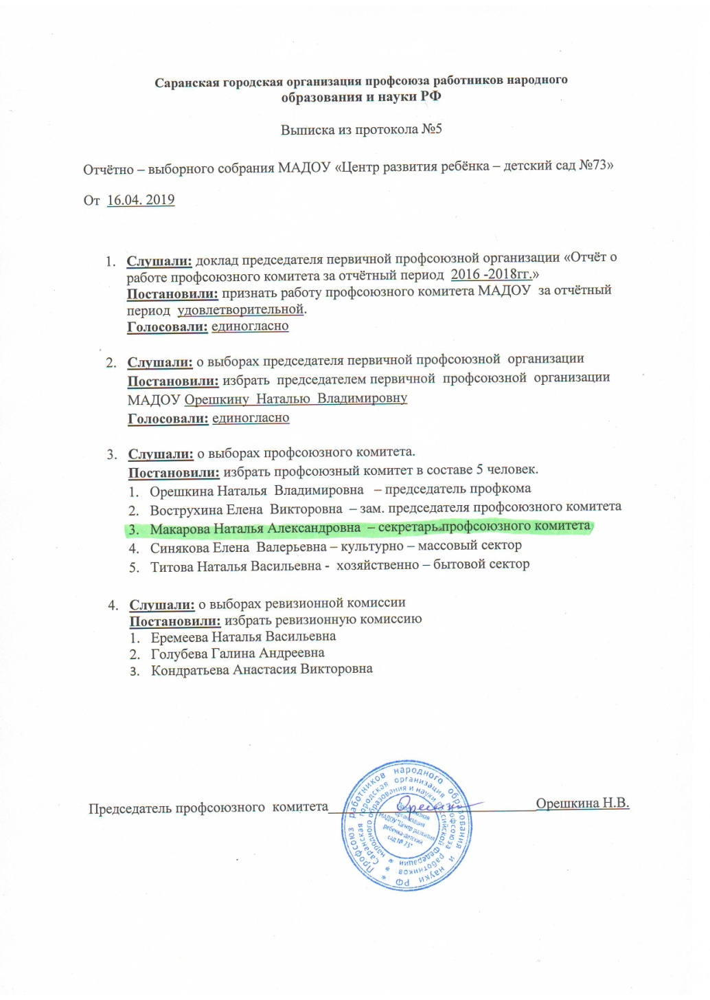 Саранская городская организация профсоюза работников народного
образования и науки РФ
Выписка из протокола №5
Отчётно – выборного собрания МАДОУ «Центр развития ребёнка – детский сад №73»
От 16.04. 2019
1. Слушали: доклад председателя первичной профсоюзной организации «Отчёт о
работе профсоюзного комитета за отчётный период 2016 -2018гг.»
Постановили: признать работу профсоюзного комитета МАДОУ за отчётный
период удовлетворительной.
Голосовали: единогласно
2. Слушали: о выборах председателя первичной профсоюзной организации
Постановили: избрать председателем первичной профсоюзной организации
МАДОУ Орешкину Наталью Владимировну
Голосовали: единогласно
3. Слушали: о выборах профсоюзного комитета.
Постановили: избрать профсоюзный комитет в составе 5 человек.
1. Орешкина Наталья Владимировна – председатель профкома
2. Вострухина Елена Викторовна – зам. председателя профсоюзного комитета
3. Макарова Наталья Александровна – секретарь профсоюзного комитета
4. Синякова Елена Валерьевна – культурно – массовый сектор
5. Титова Наталья Васильевна - хозяйственно – бытовой сектор
4. Слушали: о выборах ревизионной комиссии
Постановили: избрать ревизионную комиссию
1. Еремеева Наталья Васильевна
2. Голубева Галина Андреевна
3. Кондратьева Анастасия Викторовна
Председатель профсоюзного комитета Орешкина Н.В.
Профсоюз работников народного образования и науки РФ *
Саранская городская организация профсоюза работников *
народного образования и науки Российской Федерации *
организация
МАДОУ "Центр развития
ребенка-детский
сад № 73"